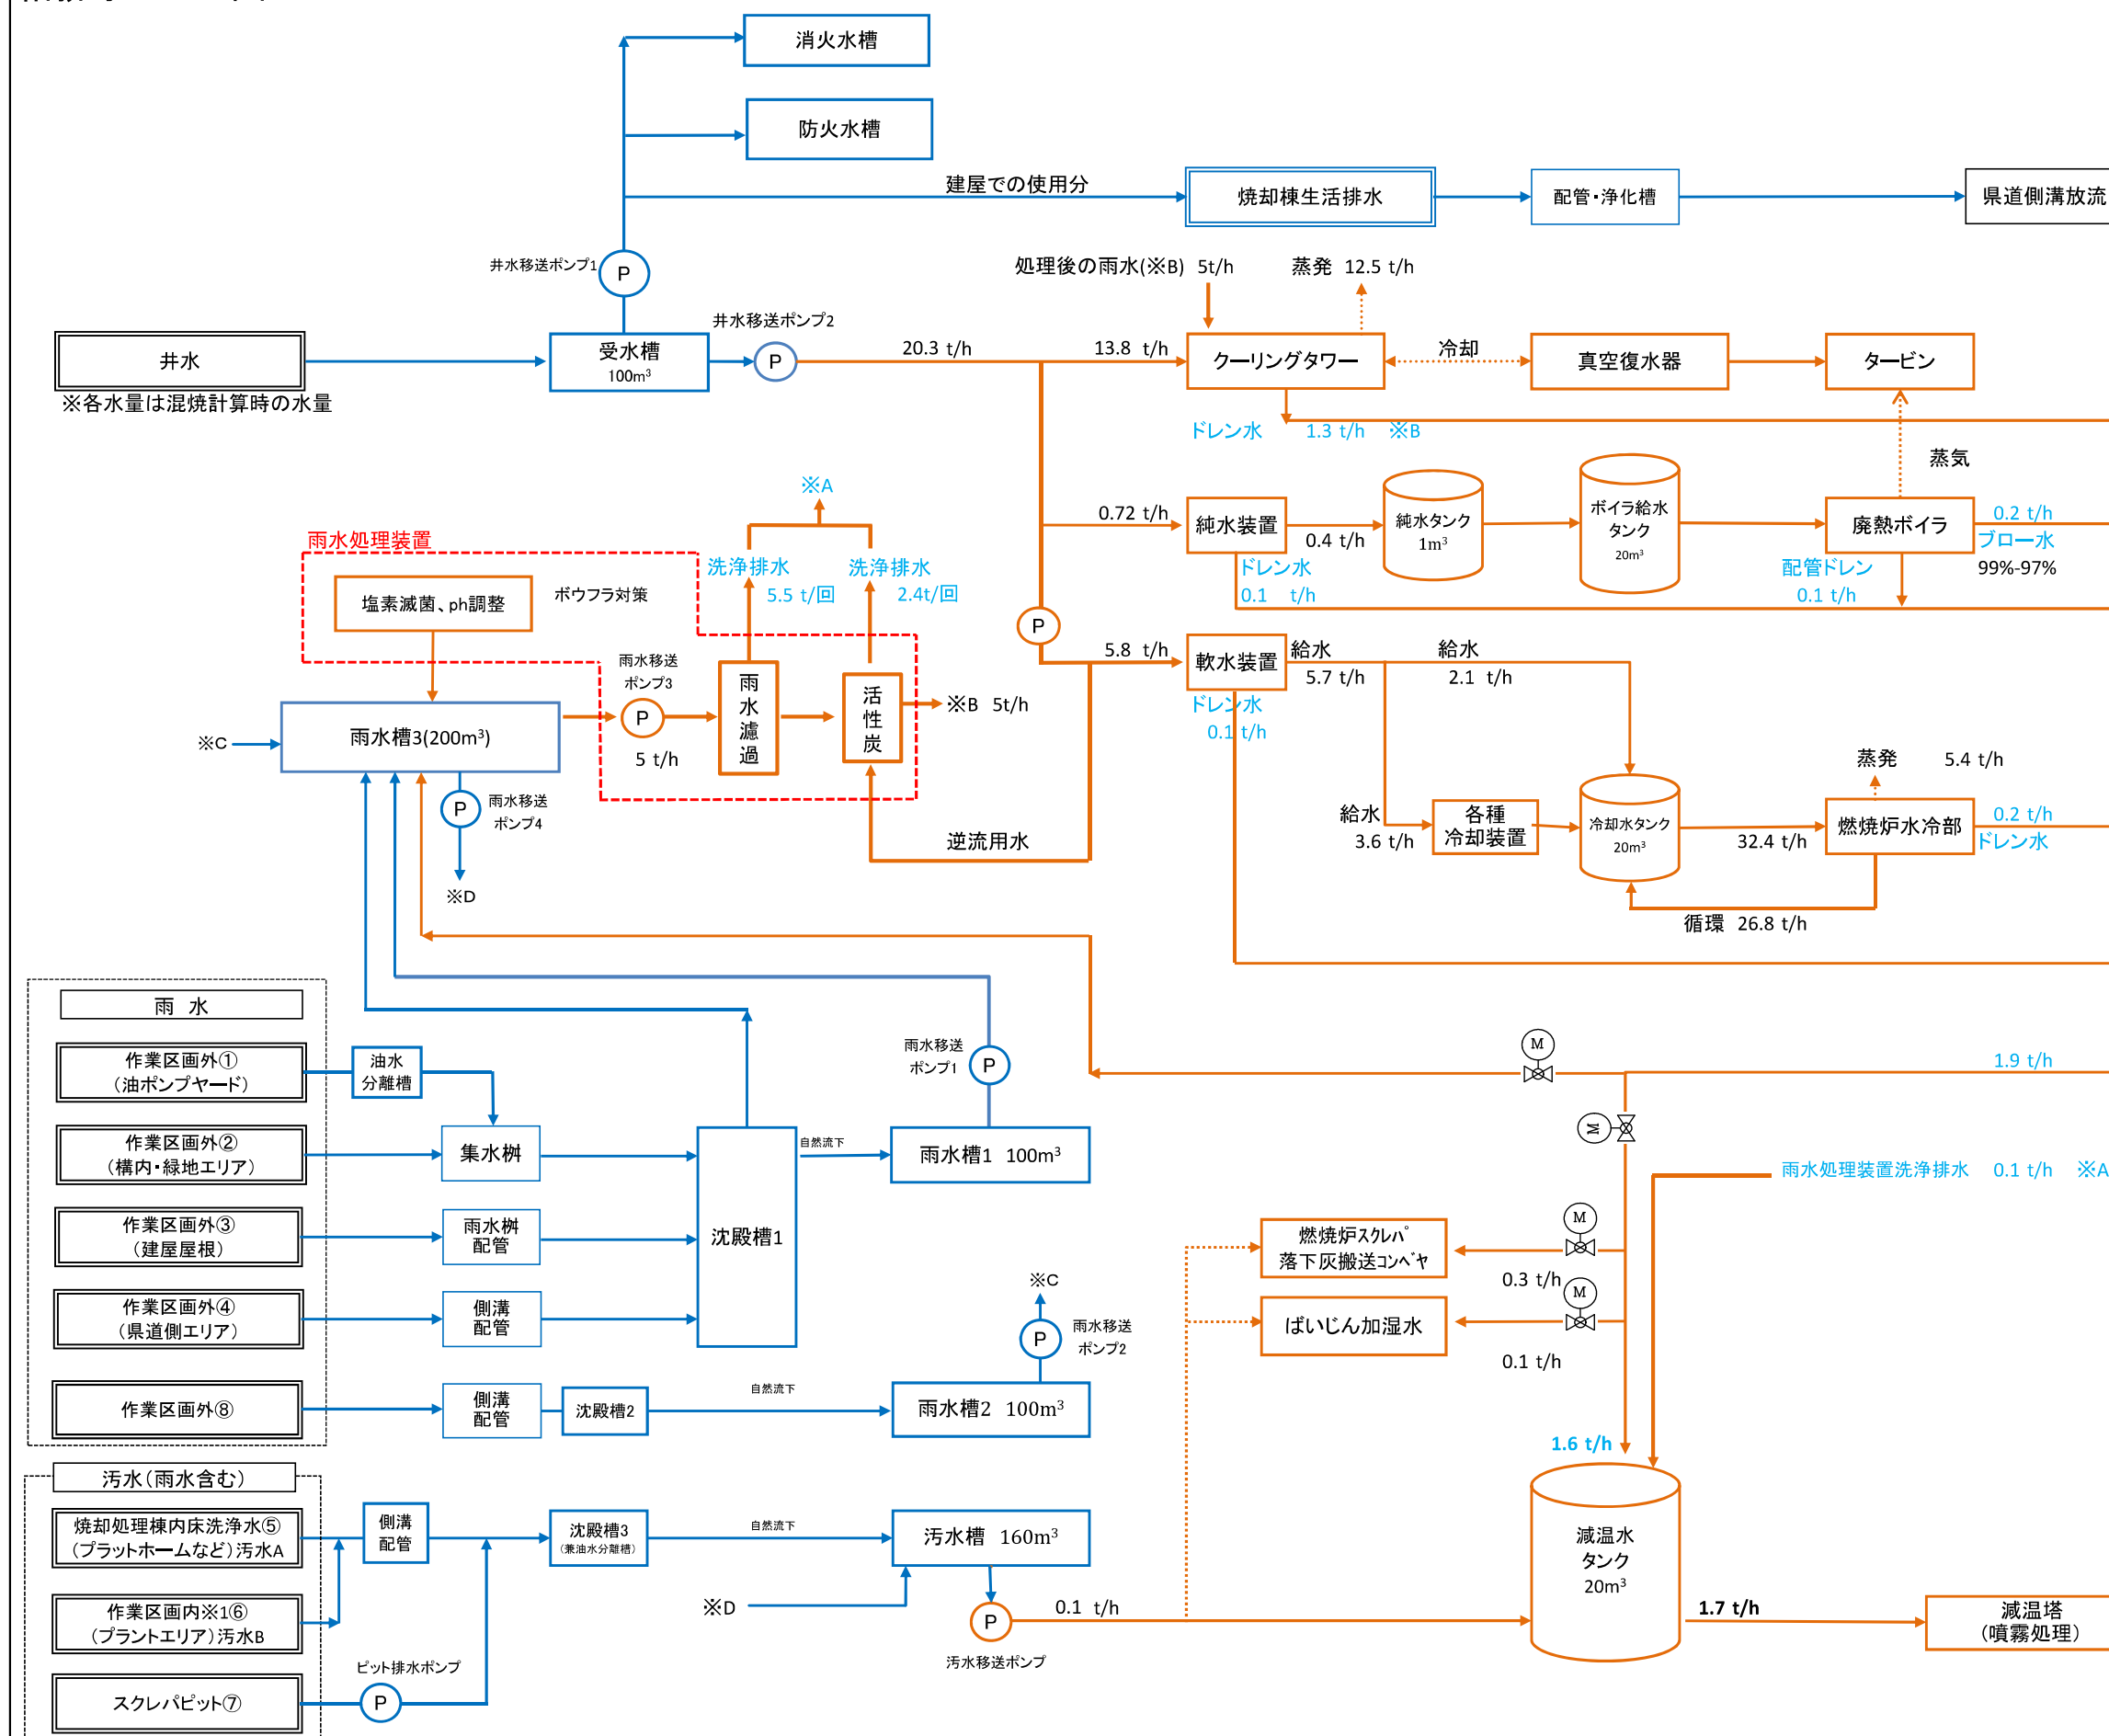 消火水槽
防火水槽
建屋での使用分
焼却棟生活排水
配管・浄化槽
県道側溝放流
井水移送ポンプ1
P
処理後の雨水(※B) 5t/h
蒸発 12.5 t/h
井水移送ポンプ2
井水
受水槽
100m³
P
20.3 t/h
13.8 t/h
クーリングタワー
冷却
真空復水器
タービン
※各水量は混焼計算時の水量
ドレン水 1.3 t/h ※B
蒸気
※A
雨水処理装置
0.72 t/h
純水装置
0.4 t/h
純水タンク
1m³
ボイラ給水
タンク
20m³
廃熱ボイラ
0.2 t/h
ブロー水
99%-97%
洗浄排水
5.5 t/回
洗浄排水
2.4t/回
ドレン水
0.1 t/h
配管ドレン
0.1 t/h
塩素滅菌、ph調整
ボウフラ対策
P
雨水移送
ポンプ3
P
5 t/h
雨水濾過
活性炭
※B 5t/h
5.8 t/h
軟水装置
給水
5.7 t/h
給水
2.1 t/h
ドレン水
0.1 t/h
※C
雨水槽3(200m³)
P
雨水移送
ポンプ4
※D
逆流用水
給水
3.6 t/h
各種
冷却装置
冷却水タンク
20m³
32.4 t/h
蒸発 5.4 t/h
燃焼炉水冷部
0.2 t/h
ドレン水
循環 26.8 t/h
雨 水
作業区画外①
（油ポンプヤード）
油水
分離槽
雨水移送
ポンプ1
P
M
1.9 t/h
作業区画外②
（構内・緑地エリア）
集水桝
自然流下
雨水槽1 100m³
M
雨水処理装置洗浄排水 0.1 t/h ※A
作業区画外③
（建屋屋根）
雨水桝
配管
沈殿槽1
燃焼炉スクレパ
落下灰搬送コンベヤ
M
0.3 t/h
作業区画外④
（県道側エリア）
側溝
配管
※C
P
雨水移送
ポンプ2
ばいじん加湿水
M
0.1 t/h
作業区画外⑧
側溝
配管
沈殿槽2
自然流下
雨水槽2 100m³
1.6 t/h
汚水（雨水含む）
焼却処理棟内床洗浄水⑤
（プラットホームなど）汚水A
側溝
配管
沈殿槽3
（兼油水分離槽）
自然流下
汚水槽 160m³
減温水
タンク
20m³
作業区画内※1⑥
（プラントエリア）汚水B
※D
P
0.1 t/h
汚水移送ポンプ
1.7 t/h
減温塔
（噴霧処理）
ピット排水ポンプ
スクレパピット⑦
P